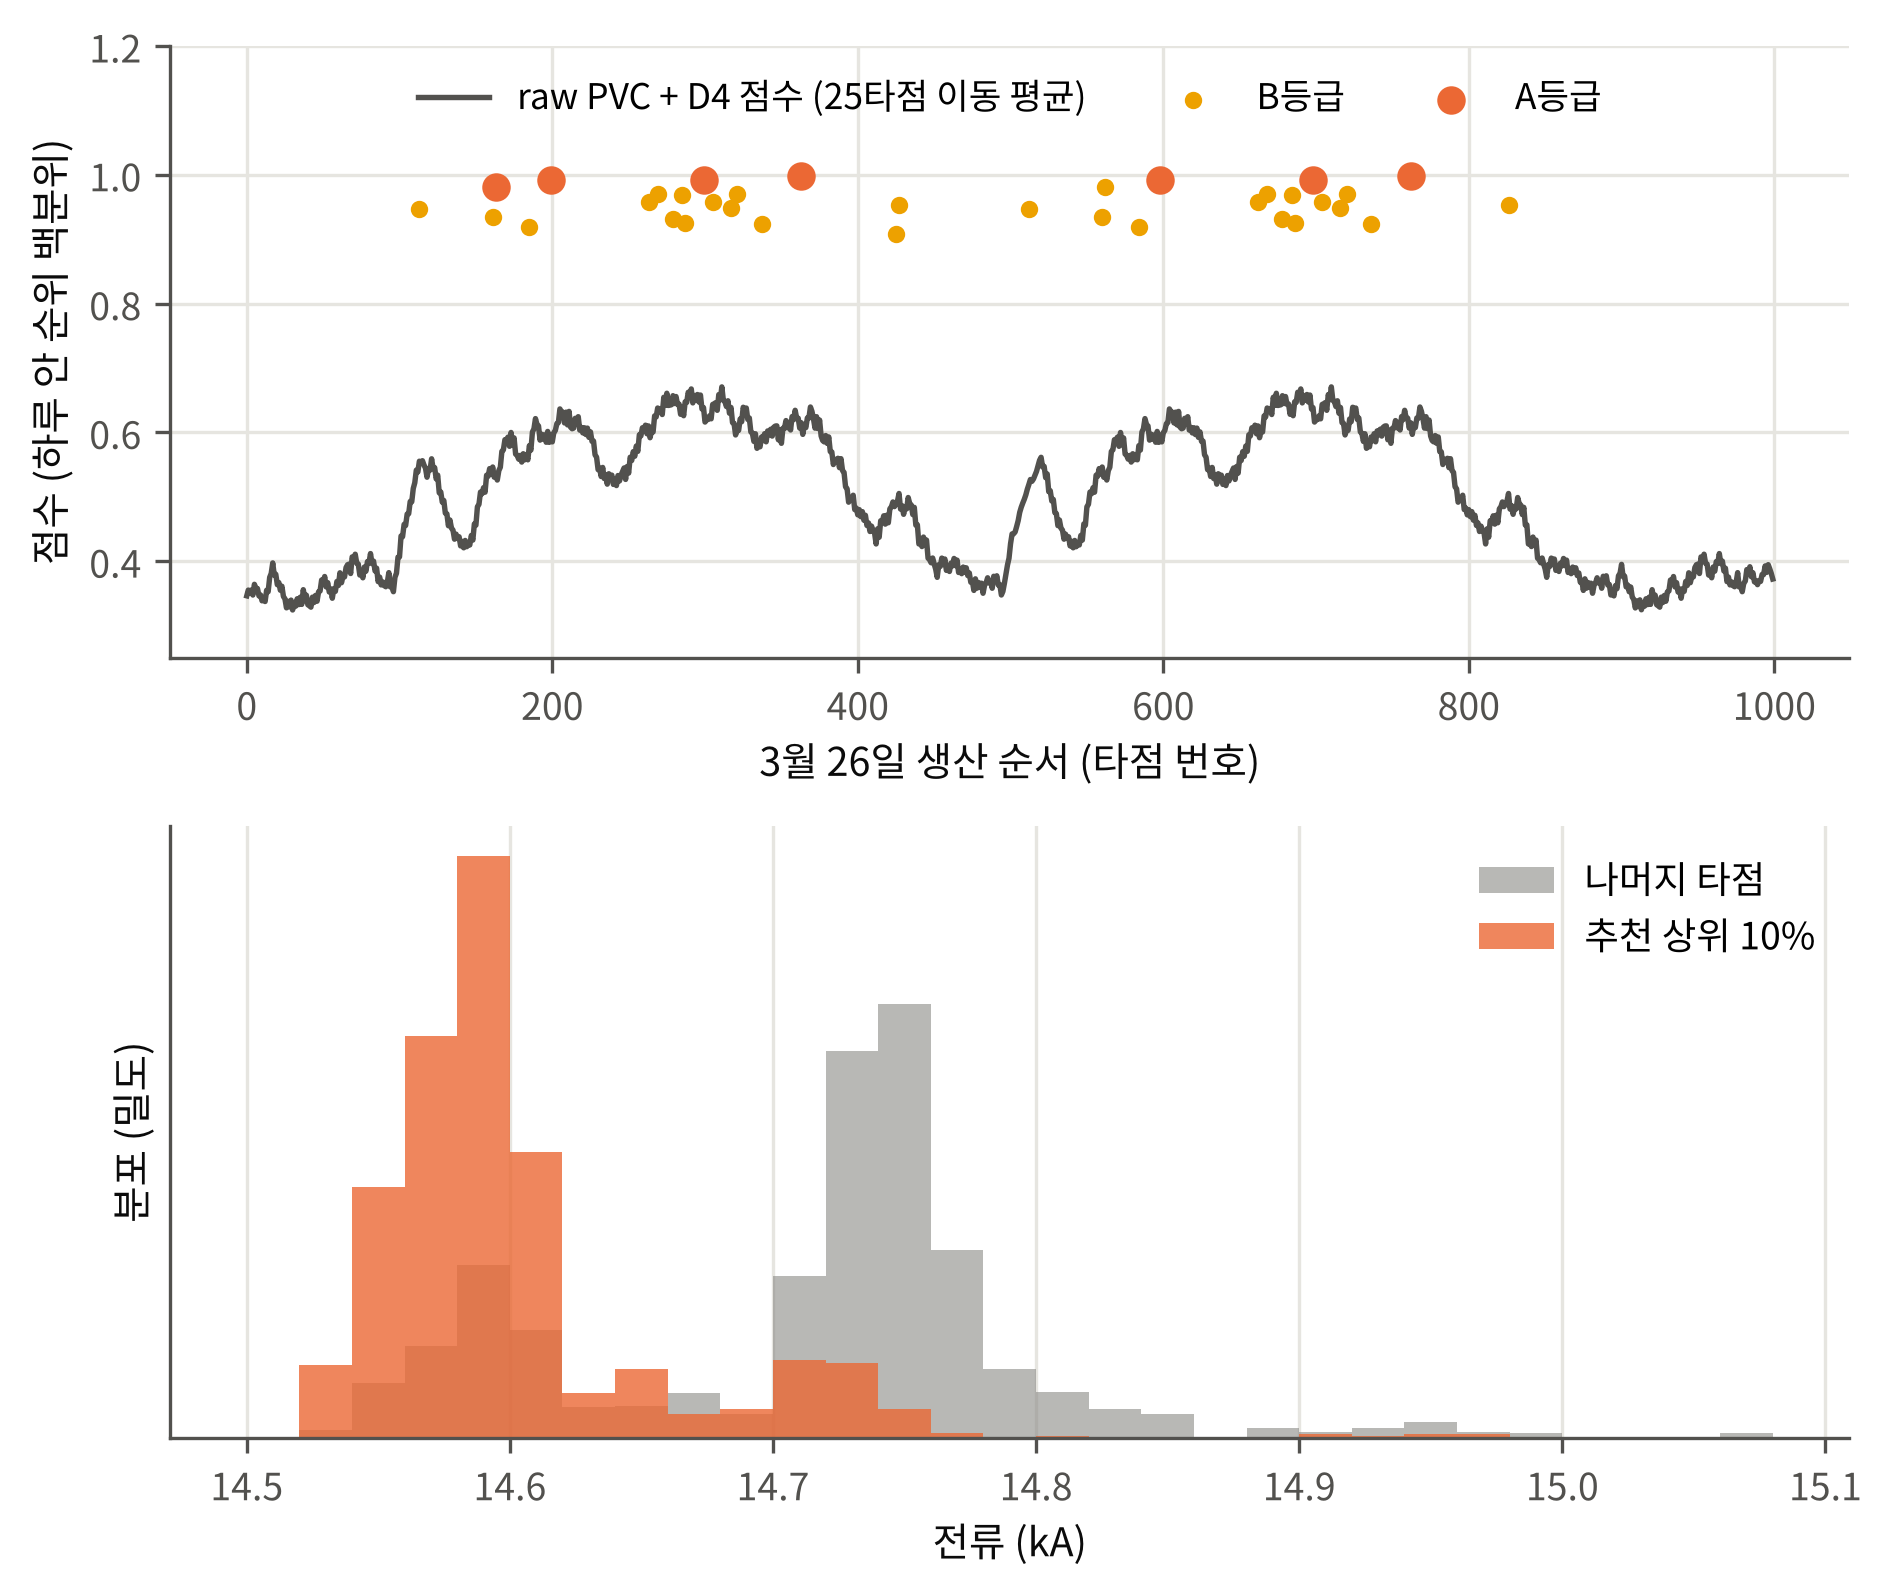 raw PVC + D4 점수 (25타점 이동 평균) B등급 A등급
점수 (하루 안 순위 백분위)
1.2
1.0
0.8
0.6
0.4
0 200 400 600 800 1000
3월 26일 생산 순서 (타점 번호)
나머지 타점
추천 상위 10%
분포 (밀도)
14.5 14.6 14.7 14.8 14.9 15.0 15.1
전류 (kA)